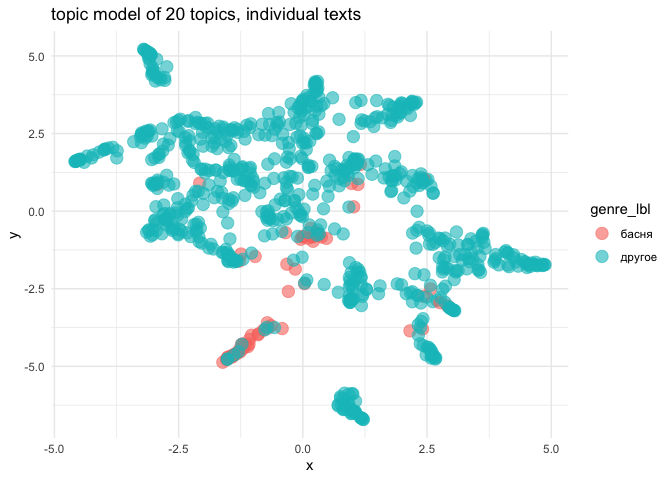 topic model of 20 topics, individual texts
5.0
2.5
0.0
-2.5
-5.0
y
-5.0 -2.5 0.0 2.5 5.0
x
genre_lbl
басня
другое